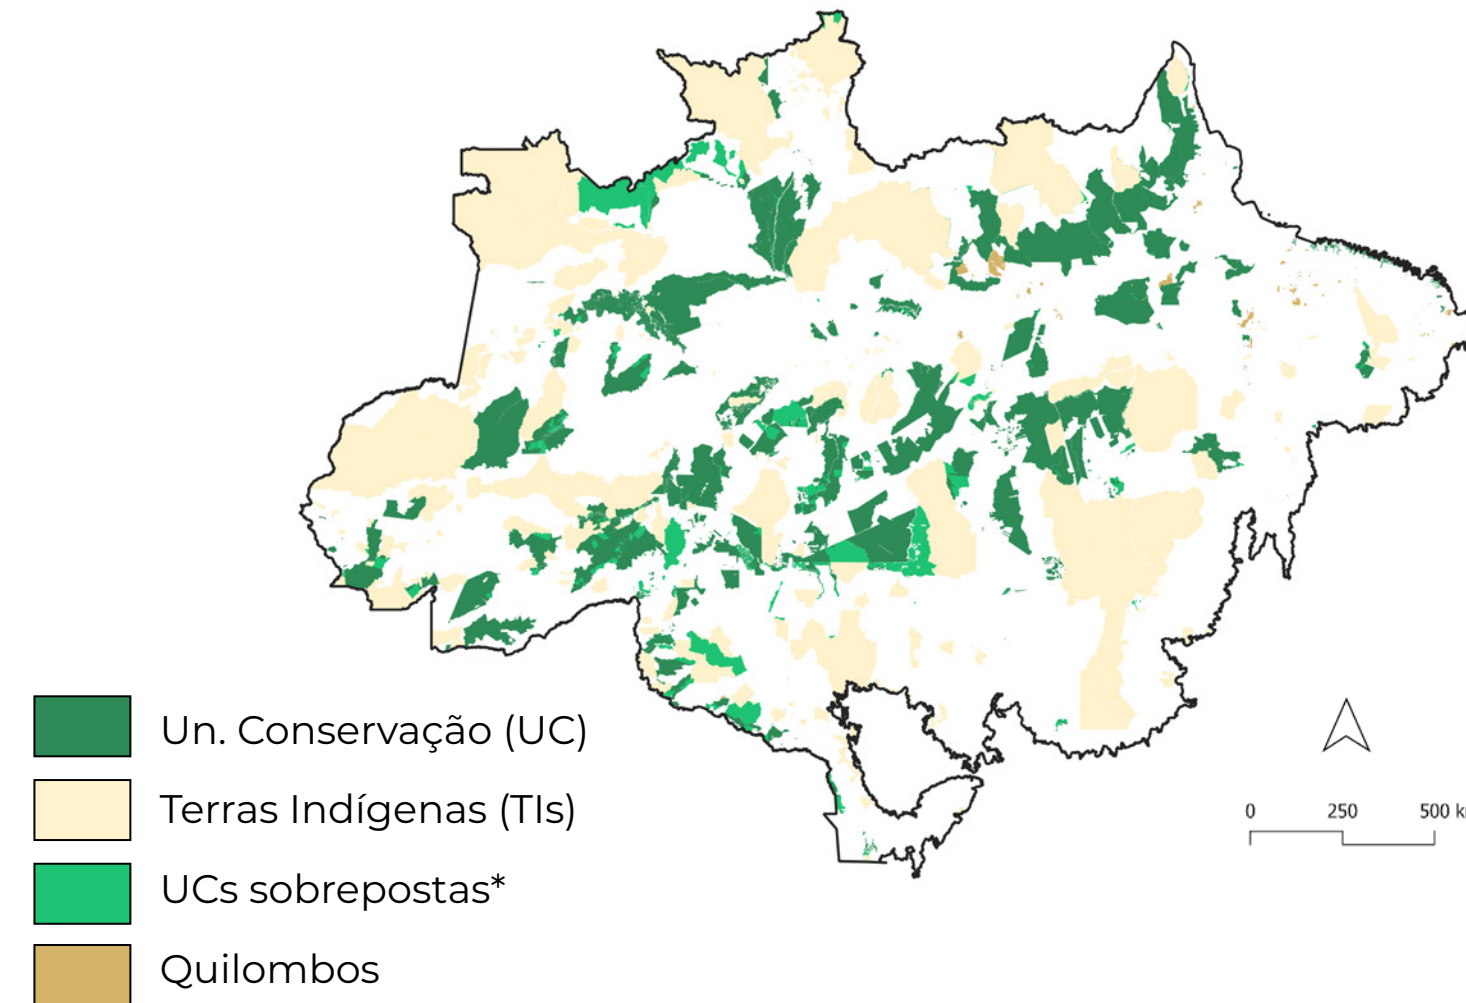 Un. Conservação (UC)
Terras Indígenas (TIs)
UCs sobrepostas*
Quilombos
0 250 500 k